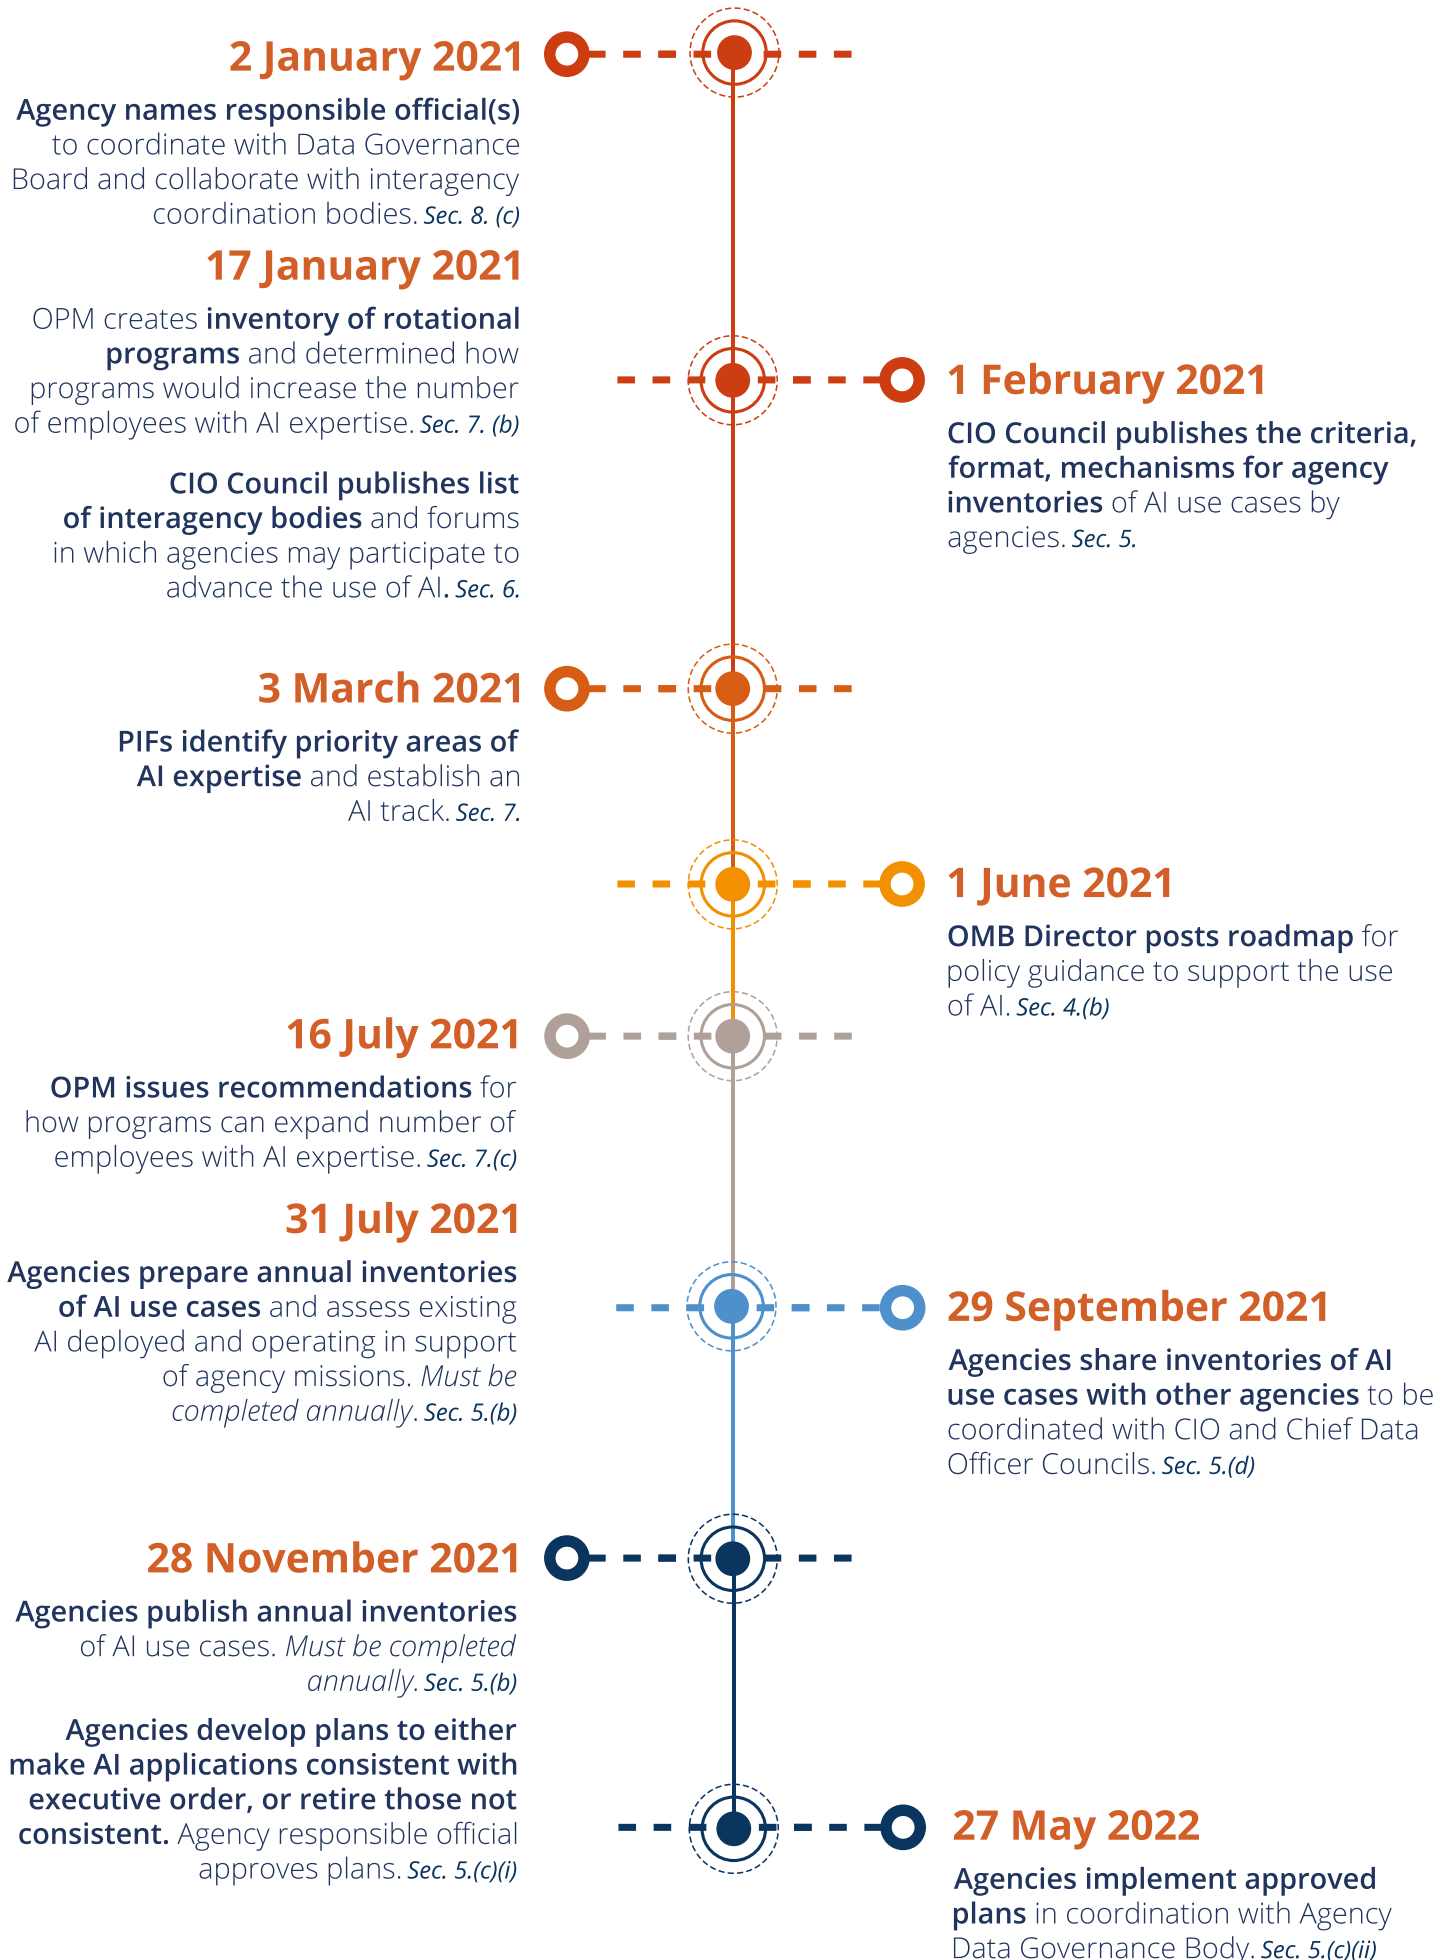 2 January 2021
Agency names responsible official(s)
to coordinate with Data Governance
Board and collaborate with interagency
coordination bodies. Sec. 8. (c)
17 January 2021
OPM creates inventory of rotational
programs and determined how
programs would increase the number
of employees with AI expertise. Sec. 7. (b)
CIO Council publishes list
of interagency bodies and forums
in which agencies may participate to
advance the use of AI. Sec. 6.
1 February 2021
CIO Council publishes the criteria,
format, mechanisms for agency
inventories of AI use cases by
agencies. Sec. 5.
3 March 2021
PIFs identify priority areas of
AI expertise and establish an
AI track. Sec. 7.
1 June 2021
OMB Director posts roadmap for
policy guidance to support the use
of AI. Sec. 4.(b)
16 July 2021
OPM issues recommendations for
how programs can expand number of
employees with AI expertise. Sec. 7.(c)
31 July 2021
Agencies prepare annual inventories
of AI use cases and assess existing
AI deployed and operating in support
of agency missions. Must be
completed annually. Sec. 5.(b)
29 September 2021
Agencies share inventories of AI
use cases with other agencies to be
coordinated with CIO and Chief Data
Officer Councils. Sec. 5.(d)
28 November 2021
Agencies publish annual inventories
of AI use cases. Must be completed
annually. Sec. 5.(b)
Agencies develop plans to either
make AI applications consistent with
executive order, or retire those not
consistent. Agency responsible official
approves plans. Sec. 5.(c)(i)
27 May 2022
Agencies implement approved
plans in coordination with Agency
Data Governance Body. Sec. 5.(c)(ii)